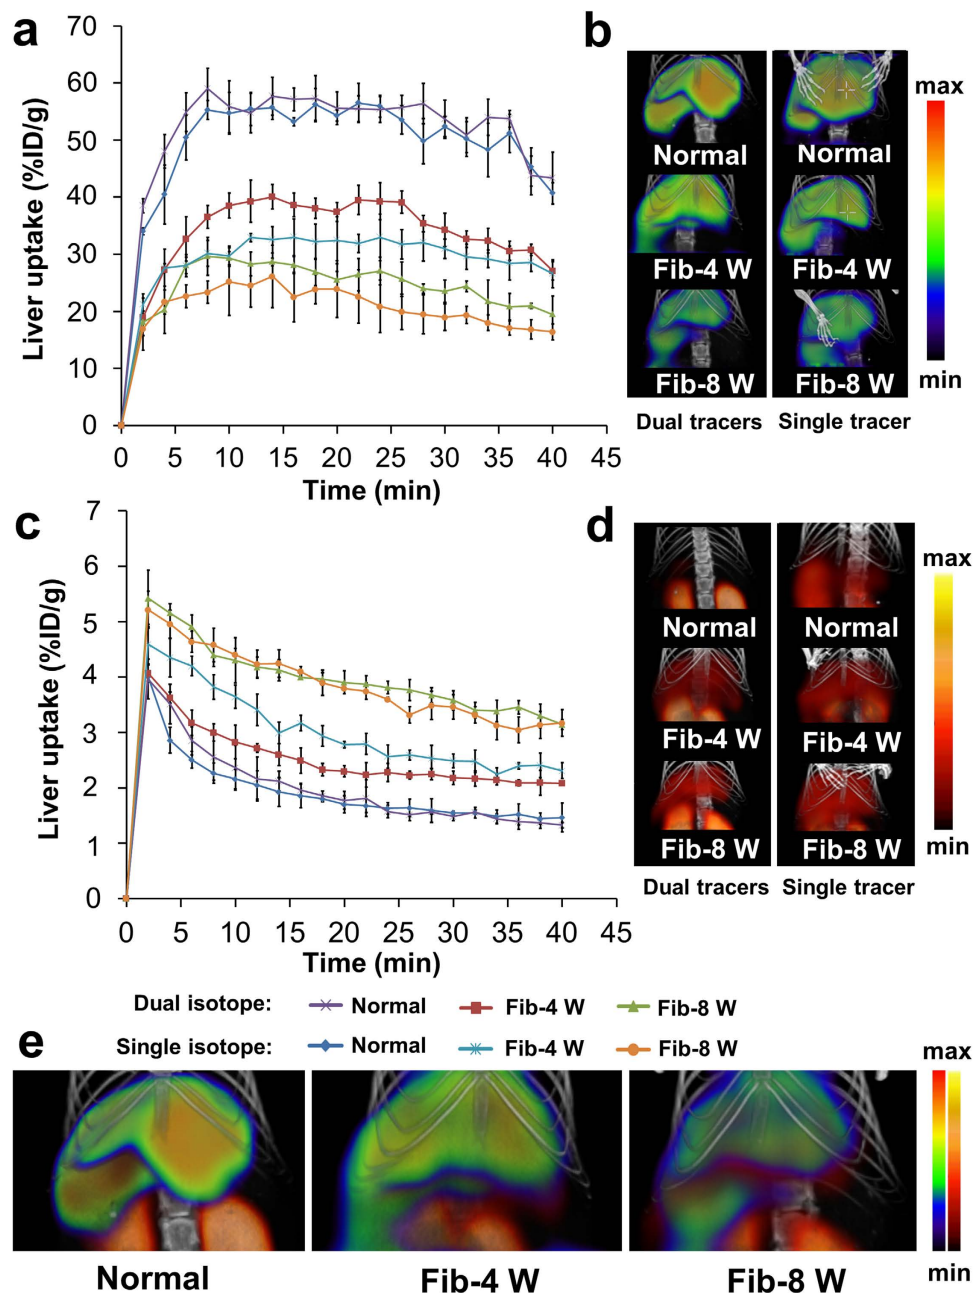 a
70
60
50
40
30
20
10
0
Liver uptake (%ID/g)
0 5 10 15 20 25 30 35 40 45
Time (min)
b
Normal Normal
Fib-4 W Fib-4 W
Fib-8 W Fib-8 W
Dual tracers Single tracer
max
min
c
7
6
5
4
3
2
1
0
Liver uptake (%ID/g)
0 5 10 15 20 25 30 35 40 45
Time (min)
d
Normal Normal
Fib-4 W Fib-4 W
Fib-8 W Fib-8 W
Dual tracers Single tracer
max
min
Dual isotope: Normal Fib-4 W Fib-8 W
Single isotope: Normal Fib-4 W Fib-8 W
e
max
min
Normal Fib-4 W Fib-8 W